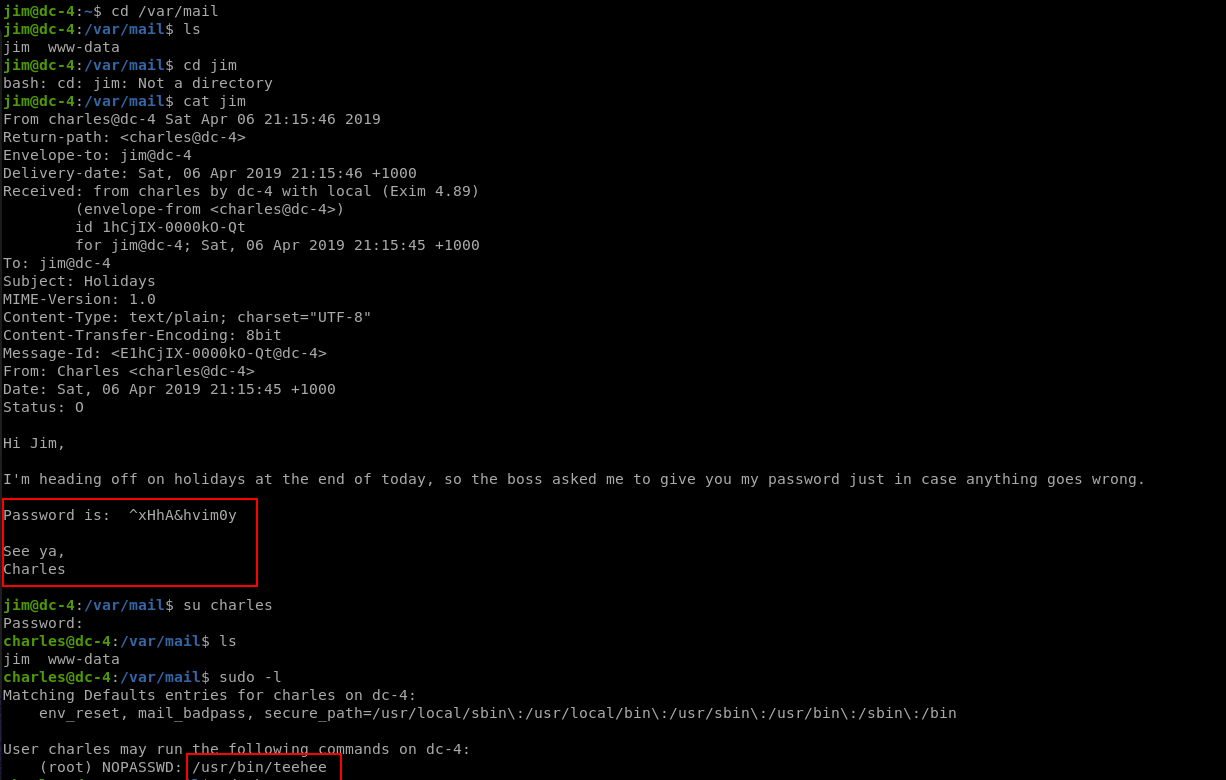 jim@dc-4:~$ cd /var/mail
jim@dc-4:/var/mail$ ls
jim  www-data
jim@dc-4:/var/mail$ cd jim
bash: cd: jim: Not a directory
jim@dc-4:/var/mail$ cat jim
From charles@dc-4 Sat Apr 06 21:15:46 2019
Return-path: <charles@dc-4>
Envelope-to: jim@dc-4
Delivery-date: Sat, 06 Apr 2019 21:15:46 +1000
Received: from charles by dc-4 with local (Exim 4.89)
        (envelope-from <charles@dc-4>)
        id 1hCjIX-0000kO-Qt
        for jim@dc-4; Sat, 06 Apr 2019 21:15:45 +1000
To: jim@dc-4
Subject: Holidays
MIME-Version: 1.0
Content-Type: text/plain; charset="UTF-8"
Content-Transfer-Encoding: 8bit
Message-Id: <E1hCjIX-0000kO-Qt@dc-4>
From: Charles <charles@dc-4>
Date: Sat, 06 Apr 2019 21:15:45 +1000
Status: O

Hi Jim,

I'm heading off on holidays at the end of today, so the boss asked me to give you my password just in case anything goes wrong.

Password is:  ^xHhA&hvim0y

See ya,
Charles

jim@dc-4:/var/mail$ su charles
Password:
charles@dc-4:/var/mail$ ls
jim  www-data
charles@dc-4:/var/mail$ sudo -l
Matching Defaults entries for charles on dc-4:
    env_reset, mail_badpass, secure_path=/usr/local/sbin\:/usr/local/bin\:/usr/sbin\:/usr/bin\:/sbin\:/bin

User charles may run the following commands on dc-4:
    (root) NOPASSWD: /usr/bin/teehee